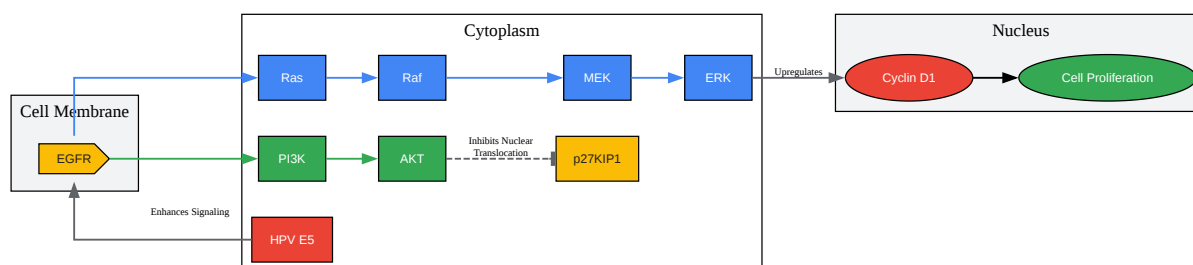 Cytoplasm
Nucleus
Ras
Raf
MEK
ERK
Upregulates
Cyclin D1
Cell Proliferation
Cell Membrane
EGFR
PI3K
AKT
Inhibits Nuclear
Translocation
p27KIP1
Enhances Signaling
HPV E5